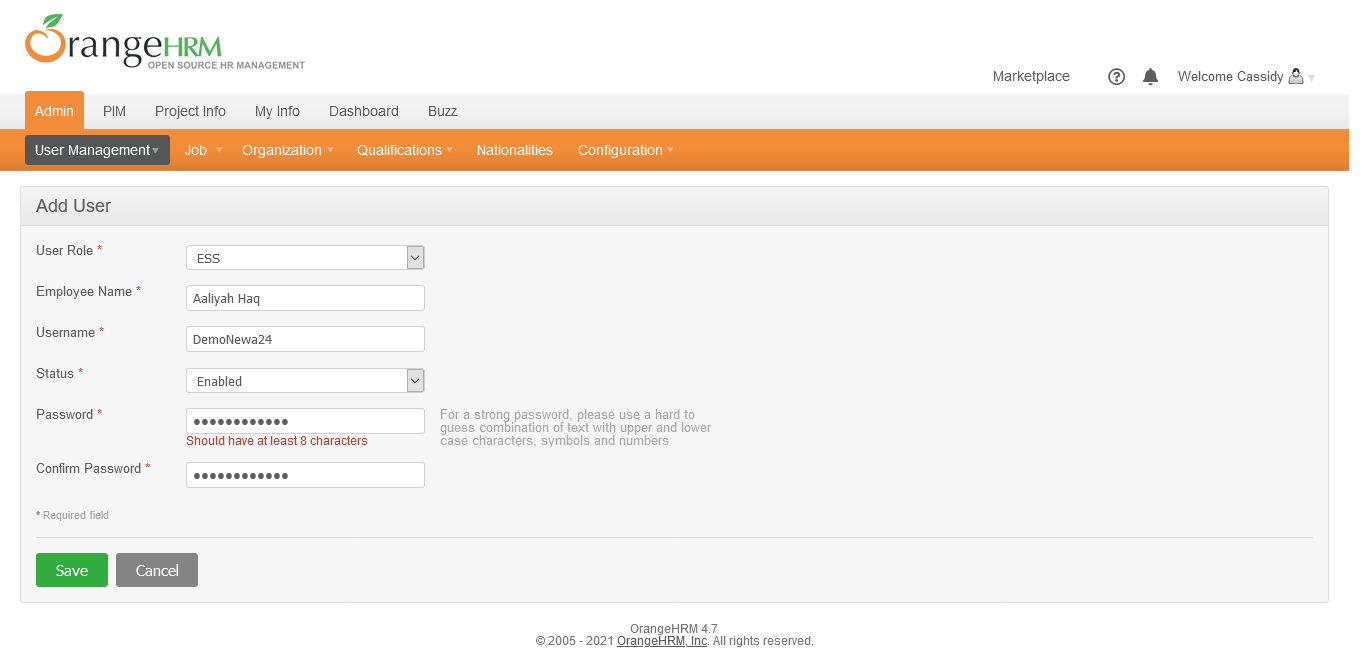 OrangeHRM
OPEN SOURCE HR MANAGEMENT
Marketplace Welcome Cassidy
Admin PIM Project Info My Info Dashboard Buzz
User Management Job Organization Qualifications Nationalities Configuration
Add User
User Role * ESS
Employee Name * Aaliyah Haq
Username * DemoNewa24
Status * Enabled
Password * ●●●●●●●●●●●● For a strong password, please use a hard to
guess combination of text with upper and lower
Should have at least 8 characters case characters, symbols and numbers
Confirm Password * ●●●●●●●●●●●●
* Required field
Save Cancel
OrangeHRM 4.7
© 2005 - 2021 OrangeHRM, Inc. All rights reserved.